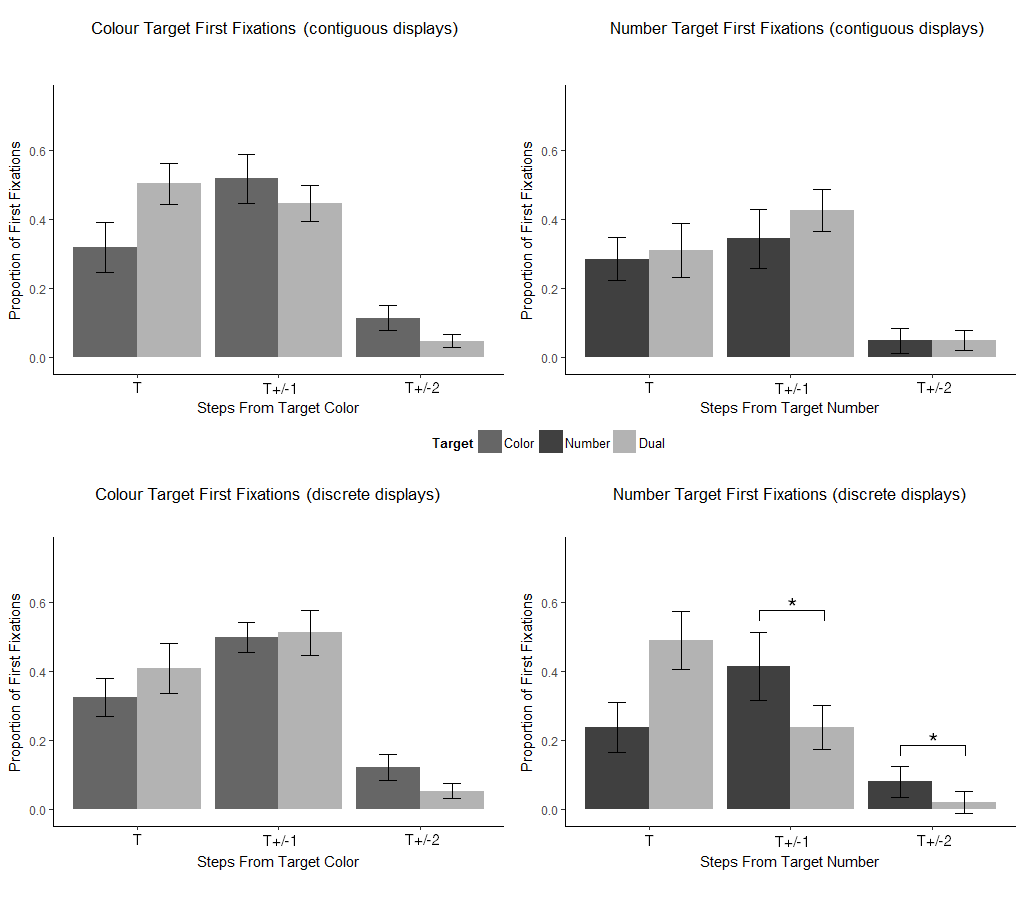 Colour Target First Fixations (contiguous displays)
Proportion of First Fixations
0.6
0.4
0.2
0.0
T
T+/-1
T+/-2
Steps From Target Color
Number Target First Fixations (contiguous displays)
Proportion of First Fixations
0.6
0.4
0.2
0.0
T
T+/-1
T+/-2
Steps From Target Number
Target Color Number Dual
Colour Target First Fixations (discrete displays)
Proportion of First Fixations
0.6
0.4
0.2
0.0
T
T+/-1
T+/-2
Steps From Target Color
Number Target First Fixations (discrete displays)
Proportion of First Fixations
0.6
0.4
0.2
0.0
*
*
T
T+/-1
T+/-2
Steps From Target Number